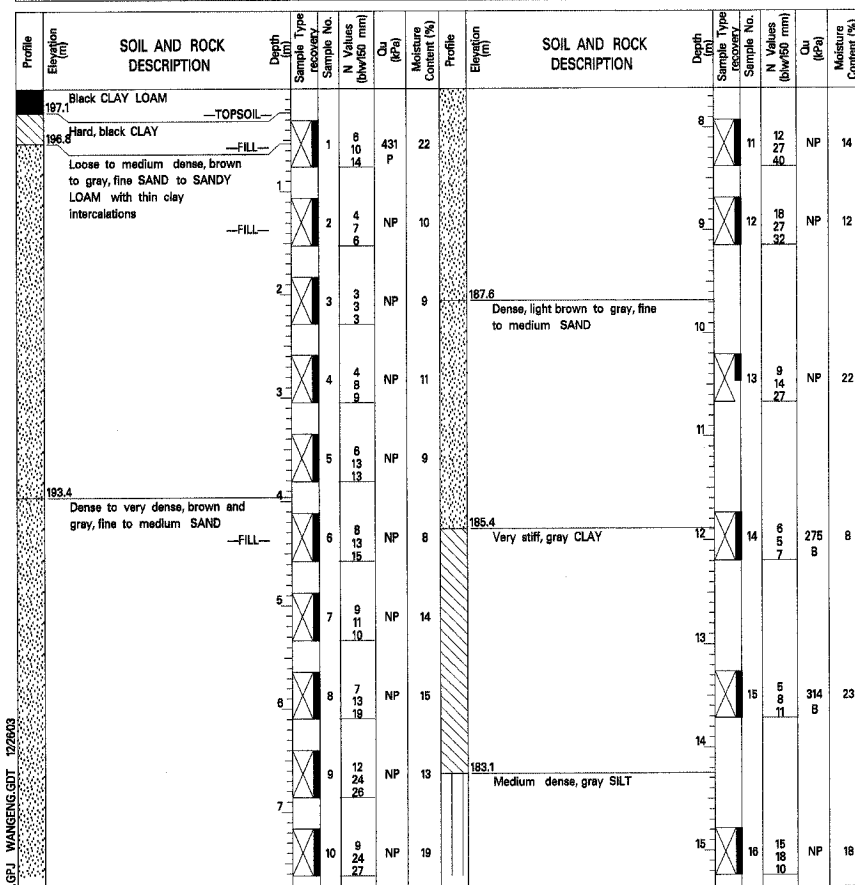 Profile
Elevation (m)
SOIL AND ROCK DESCRIPTION
Depth (m)
Sample Type recovery
Sample No.
N Values (blw/150 mm)
Qu (kPa)
Moisture Content (%)
Profile
Elevation (m)
SOIL AND ROCK DESCRIPTION
Depth (m)
Sample Type recovery
Sample No.
N Values (blw/150 mm)
Qu (kPa)
Moisture Content (%)
Black CLAY LOAM
197.1
—TOPSOIL—
Hard, black CLAY
196.8
—FILL—
1 6 10 14 431 P 22
Loose to medium dense, brown
to gray, fine SAND to SANDY
LOAM with thin clay
intercalations
1
—FILL—
2 4 7 6 NP 10
2
3 3 3 3 NP 9
4 4 8 9 NP 11
3
5 6 13 13 NP 9
193.4
4
Dense to very dense, brown and
gray, fine to medium SAND
—FILL—
6 8 13 15 NP 8
5
7 9 11 10 NP 14
6
8 7 13 19 NP 15
9 12 24 26 NP 13
7
10 9 24 27 NP 19
8
11 12 27 40 NP 14
9
12 18 27 32 NP 12
187.6
Dense, light brown to gray, fine
to medium SAND
10
13 9 14 27 NP 22
11
185.4
Very stiff, gray CLAY
12
14 6 5 7 275 B 8
13
15 5 8 11 314 B 23
14
183.1
Medium dense, gray SILT
15
16 15 18 10 NP 18
.GPJ WANGENG.GDT 12/26/03